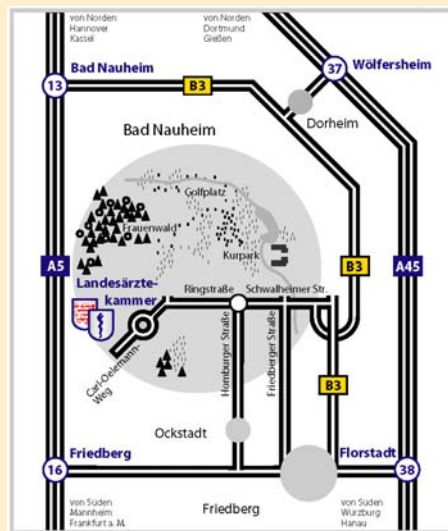 von Norden
Hannover
Kassel
von Norden
Dortmund
Gießen
13
Bad Nauheim
B3
37
Wölfersheim
Dorheim
Bad Nauheim
Golfplatz
Frauenwald
Kurpark
A5
B3
A45
Landesärzte-
kammer
Ringstraße
Schwalheimer Str.
Carl-Oelemann-
Weg
Homburger Straße
Friedberger Straße
B3
Ockstadt
Friedberg
Florstadt
16
38
Friedberg
von Süden
Mannheim
Frankfurt a. M.
von Süden
Würzburg
Hanau